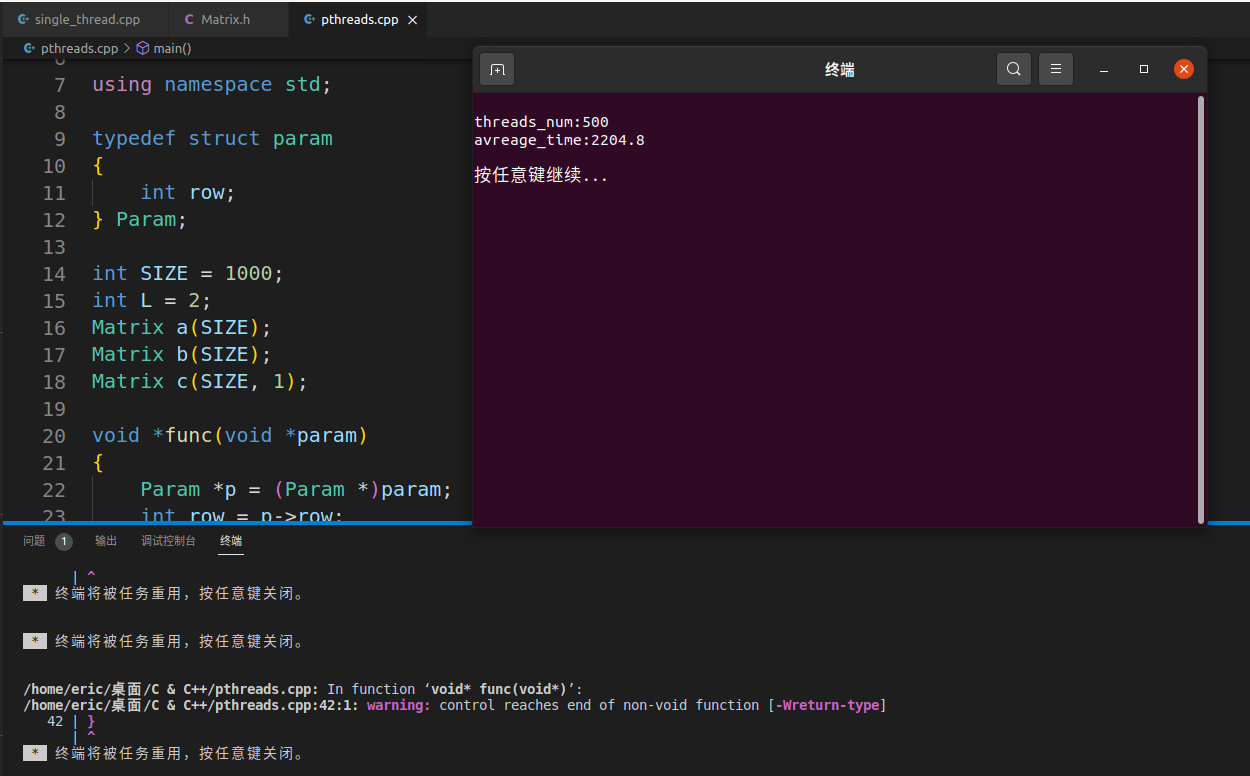 single_thread.cpp
Matrix.h
pthreads.cpp
pthreads.cpp > main()
6
7 using namespace std;
8
9 typedef struct param
10 {
11 int row;
12 } Param;
13
14 int SIZE = 1000;
15 int L = 2;
16 Matrix a(SIZE);
17 Matrix b(SIZE);
18 Matrix c(SIZE, 1);
19
20 void *func(void *param)
21 {
22 Param *p = (Param *)param;
23 int row = p->row;
终端
threads_num:500
avreage_time:2204.8
按任意键继续...
问题 1 输出 调试控制台 终端
| ^
* 终端将被任务重用，按任意键关闭。
* 终端将被任务重用，按任意键关闭。
/home/eric/桌面/C & C++/pthreads.cpp: In function ‘void* func(void*)’:
/home/eric/桌面/C & C++/pthreads.cpp:42:1: warning: control reaches end of non-void function [-Wreturn-type]
42 | }
| ^
* 终端将被任务重用，按任意键关闭。